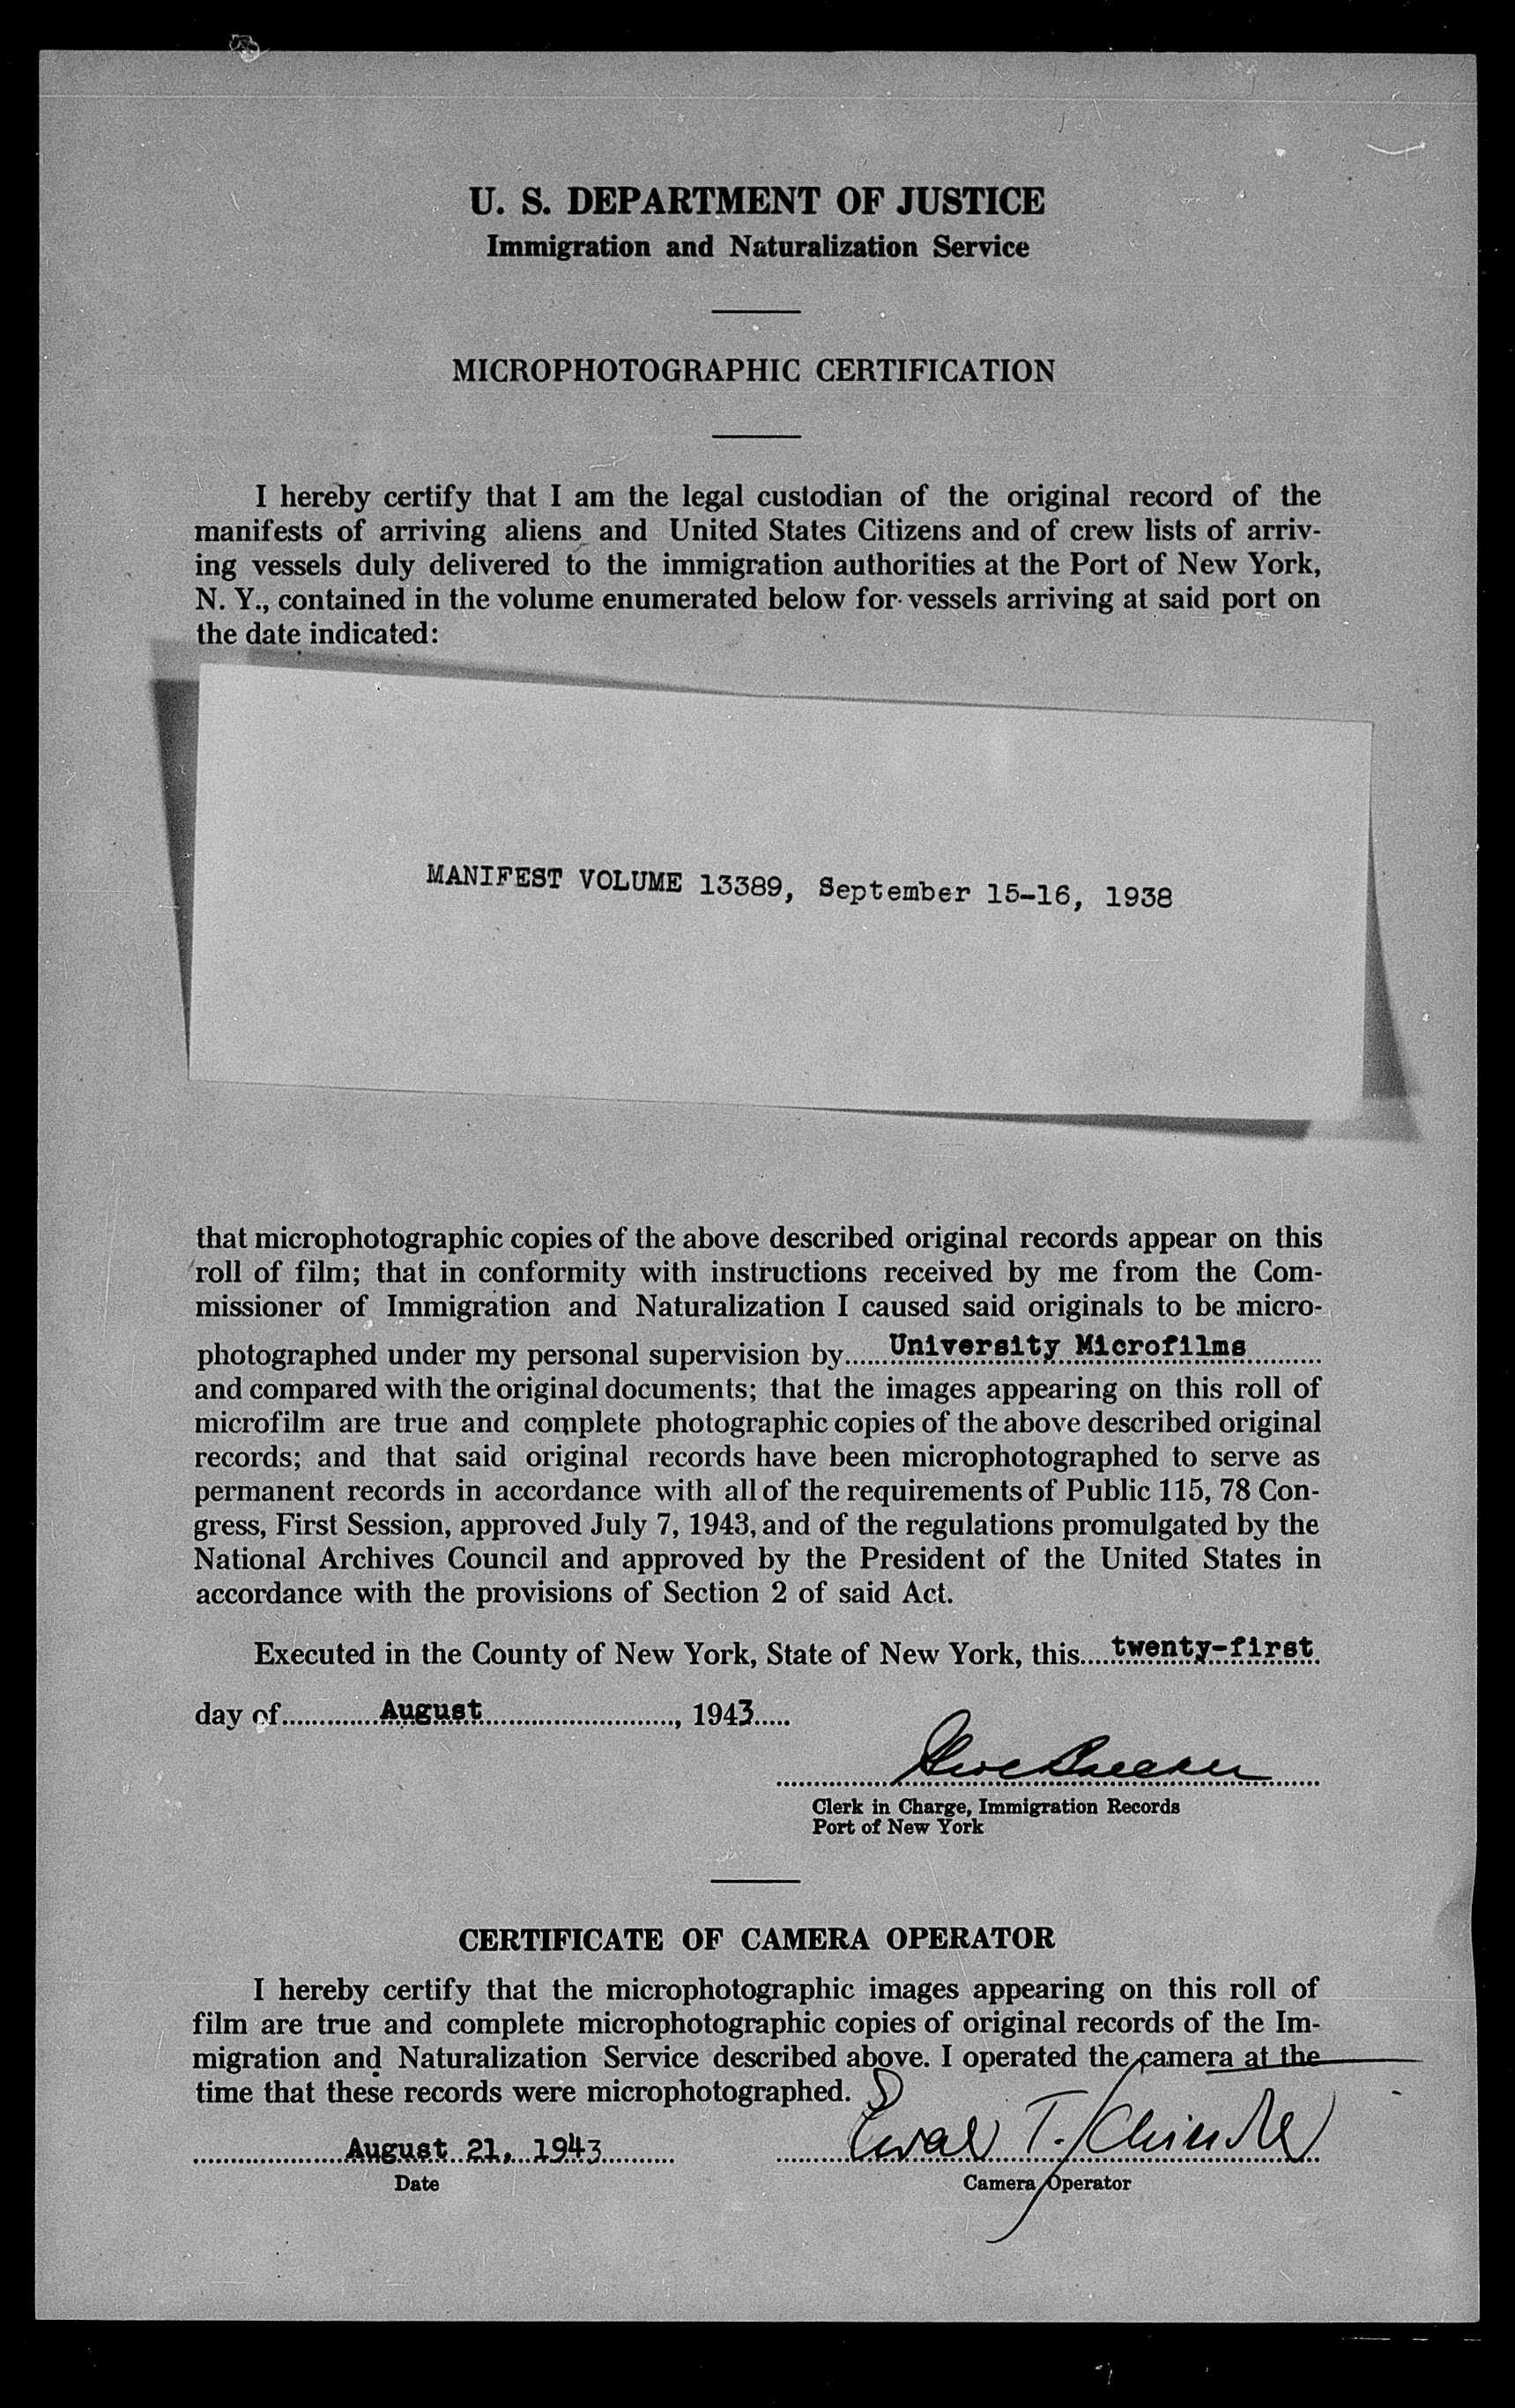 U. S. DEPARTMENT OF JUSTICE
Immigration and Naturalization Service
MICROPHOTOGRAPHIC CERTIFICATION
I hereby certify that I am the legal custodian of the original record of the
manifests of arriving aliens and United States Citizens and of crew lists of arriv-
ing vessels duly delivered to the immigration authorities at the Port of New York,
N. Y., contained in the volume enumerated below for vessels arriving at said port on
the date indicated:
MANIFEST VOLUME 13389, September 15-16, 1938
that microphotographic copies of the above described original records appear on this
roll of film; that in conformity with instructions received by me from the Com-
missioner of Immigration and Naturalization I caused said originals to be micro-
photographed under my personal supervision by......University Microfilms..........
and compared with the original documents; that the images appearing on this roll of
microfilm are true and complete photographic copies of the above described original
records; and that said original records have been microphotographed to serve as
permanent records in accordance with all of the requirements of Public 115, 78 Con-
gress, First Session, approved July 7, 1943, and of the regulations promulgated by the
National Archives Council and approved by the President of the United States in
accordance with the provisions of Section 2 of said Act.
Executed in the County of New York, State of New York, this....twenty-first
day of.............August.........................., 1943.....
Clerk in Charge, Immigration Records
Port of New York
CERTIFICATE OF CAMERA OPERATOR
I hereby certify that the microphotographic images appearing on this roll of
film are true and complete microphotographic copies of original records of the Im-
migration and Naturalization Service described above. I operated the camera at the
time that these records were microphotographed.
August 21, 1943
Date
Camera Operator